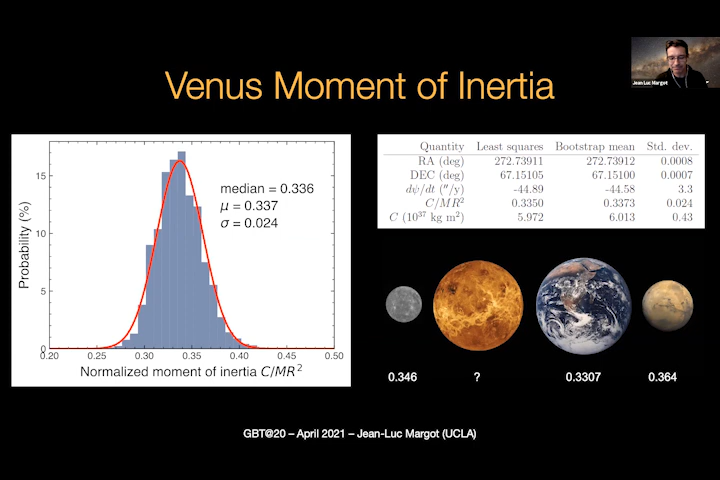 Jean Luc Margot
Venus Moment of Inertia
15
10
5
0
Probability (%)
median = 0.336
μ = 0.337
σ = 0.024
0.20 0.25 0.30 0.35 0.40 0.45 0.50
Normalized moment of inertia C/MR²
Quantity Least squares Bootstrap mean Std. dev.
RA (deg) 272.73911 272.73912 0.0008
DEC (deg) 67.15105 67.15100 0.0007
dψ/dt (″/y) -44.89 -44.58 3.3
C/MR² 0.3350 0.3373 0.024
C (10³⁷ kg m²) 5.972 6.013 0.43
0.346 ? 0.3307 0.364
GBT@20 – April 2021 – Jean-Luc Margot (UCLA)